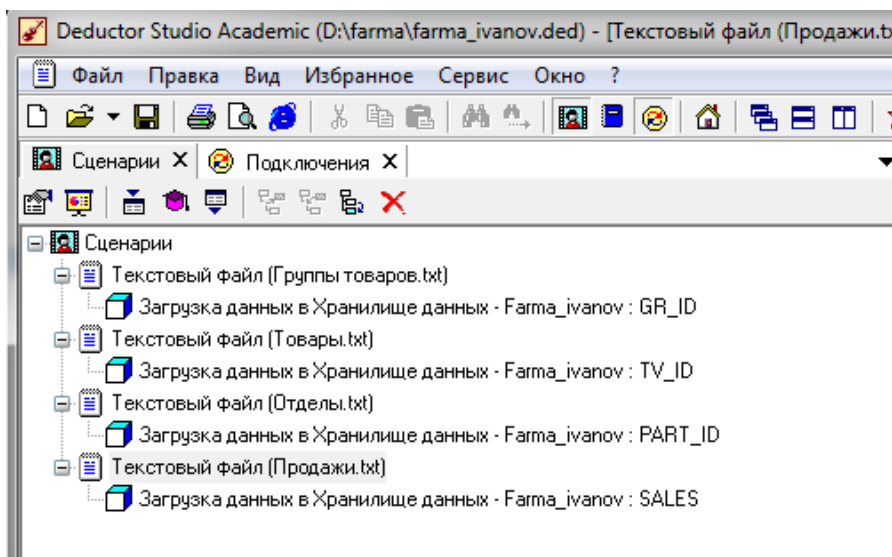 Deductor Studio Academic (D:\farma\farma_ivanov.ded) - [Текстовый файл (Продажи.tx
Файл Правка Вид Избранное Сервис Окно ?
Сценарии X Подключения X
Сценарии
Текстовый файл (Группы товаров.txt)
Загрузка данных в Хранилище данных - Farma_ivanov : GR_ID
Текстовый файл (Товары.txt)
Загрузка данных в Хранилище данных - Farma_ivanov : TV_ID
Текстовый файл (Отделы.txt)
Загрузка данных в Хранилище данных - Farma_ivanov : PART_ID
Текстовый файл (Продажи.txt)
Загрузка данных в Хранилище данных - Farma_ivanov : SALES